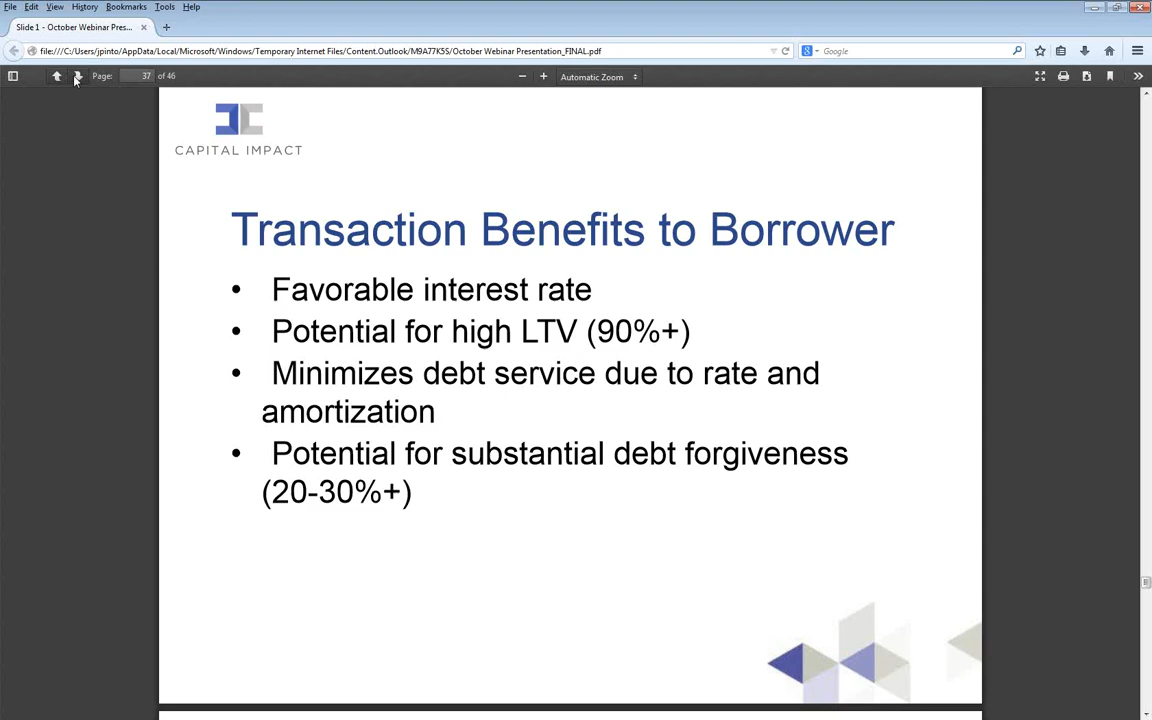 File Edit View History Bookmarks Tools Help
Slide 1 - October Webinar Pres...
file:///C:/Users/jpinto/AppData/Local/Microsoft/Windows/Temporary Internet Files/Content.Outlook/M9A77K5S/October Webinar Presentation_FINAL.pdf
Google
Page: 37 of 46
Automatic Zoom
CAPITAL IMPACT
Transaction Benefits to Borrower
• Favorable interest rate
• Potential for high LTV (90%+)
• Minimizes debt service due to rate and
amortization
• Potential for substantial debt forgiveness
(20-30%+)